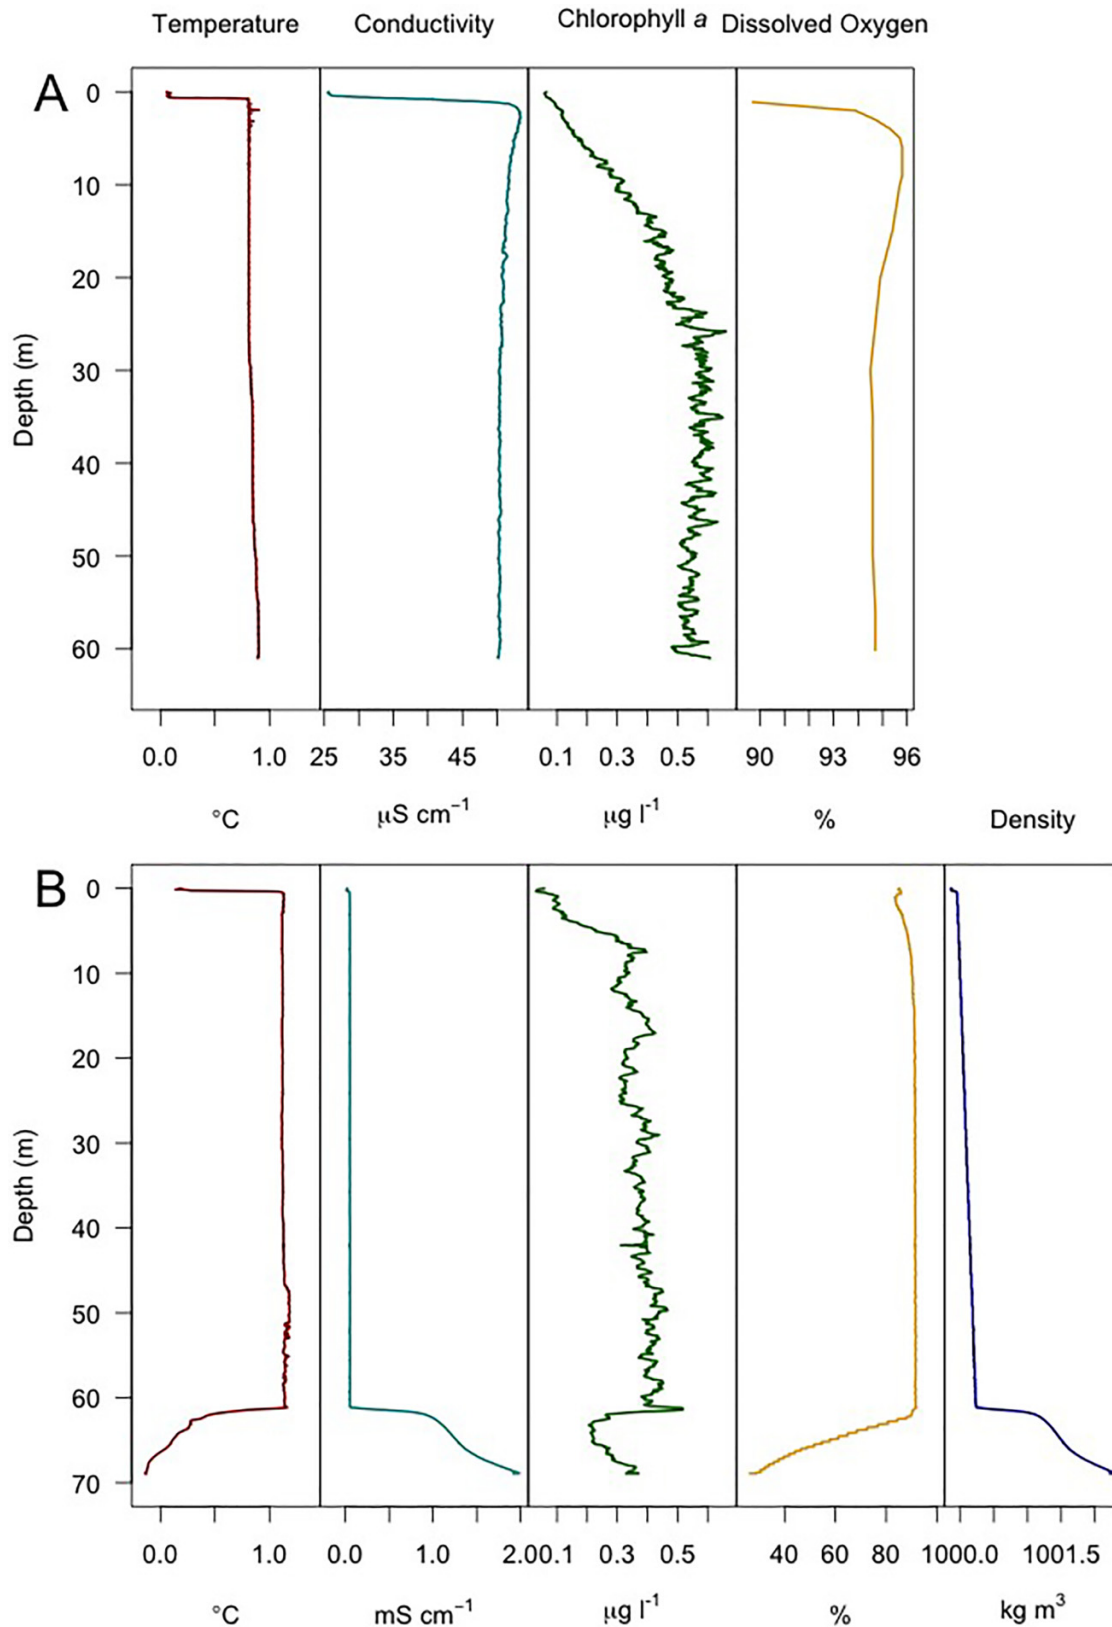 Temperature Conductivity Chlorophyll a Dissolved Oxygen
A
0
10
20
30
40
50
60
Depth (m)
0.0 1.0 25 35 45 0.1 0.3 0.5 90 93 96
°C μS cm⁻¹ μg l⁻¹ % Density
B
0
10
20
30
40
50
60
70
Depth (m)
0.0 1.0 0.0 1.0 2.0 0.1 0.3 0.5 40 60 80 1000.0 1001.5
°C mS cm⁻¹ μg l⁻¹ % kg m³